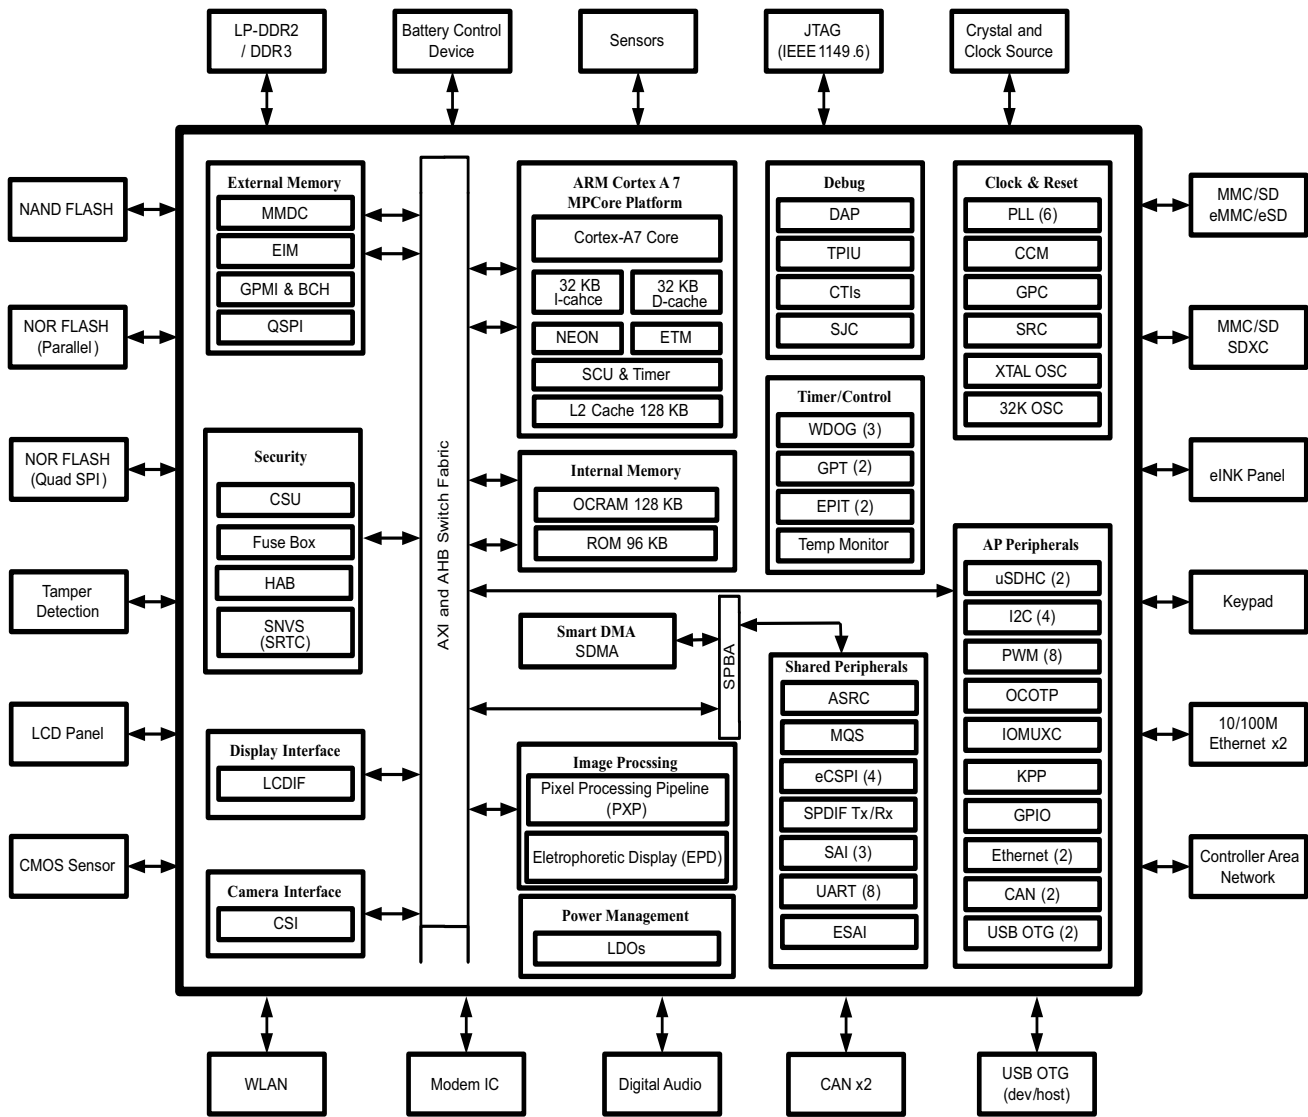 LP-DDR2
/ DDR3
Battery Control
Device
Sensors
JTAG
(IEEE 1149.6)
Crystal and
Clock Source
NAND FLASH
NOR FLASH
(Parallel)
NOR FLASH
(Quad SPI)
Tamper
Detection
LCD Panel
CMOS Sensor
External Memory
MMDC
EIM
GPMI & BCH
QSPI
Security
CSU
Fuse Box
HAB
SNVS
(SRTC)
Display Interface
LCDIF
Camera Interface
CSI
AXI and AHB Switch Fabric
ARM Cortex A 7
MPCore Platform
Cortex-A7 Core
32 KB
I-cahce
32 KB
D-cache
NEON
ETM
SCU & Timer
L2 Cache 128 KB
Internal Memory
OCRAM 128 KB
ROM 96 KB
Smart DMA
SDMA
SPBA
Image Procssing
Pixel Processing Pipeline
(PXP)
Eletrophoretic Display (EPD)
Power Management
LDOs
Debug
DAP
TPIU
CTIs
SJC
Timer/Control
WDOG (3)
GPT (2)
EPIT (2)
Temp Monitor
Shared Peripherals
ASRC
MQS
eCSPI (4)
SPDIF Tx/Rx
SAI (3)
UART (8)
ESAI
Clock & Reset
PLL (6)
CCM
GPC
SRC
XTAL OSC
32K OSC
AP Peripherals
uSDHC (2)
I2C (4)
PWM (8)
OCOTP
IOMUXC
KPP
GPIO
Ethernet (2)
CAN (2)
USB OTG (2)
MMC/SD
eMMC/eSD
MMC/SD
SDXC
eINK Panel
Keypad
10/100M
Ethernet x2
Controller Area
Network
WLAN
Modem IC
Digital Audio
CAN x2
USB OTG
(dev/host)